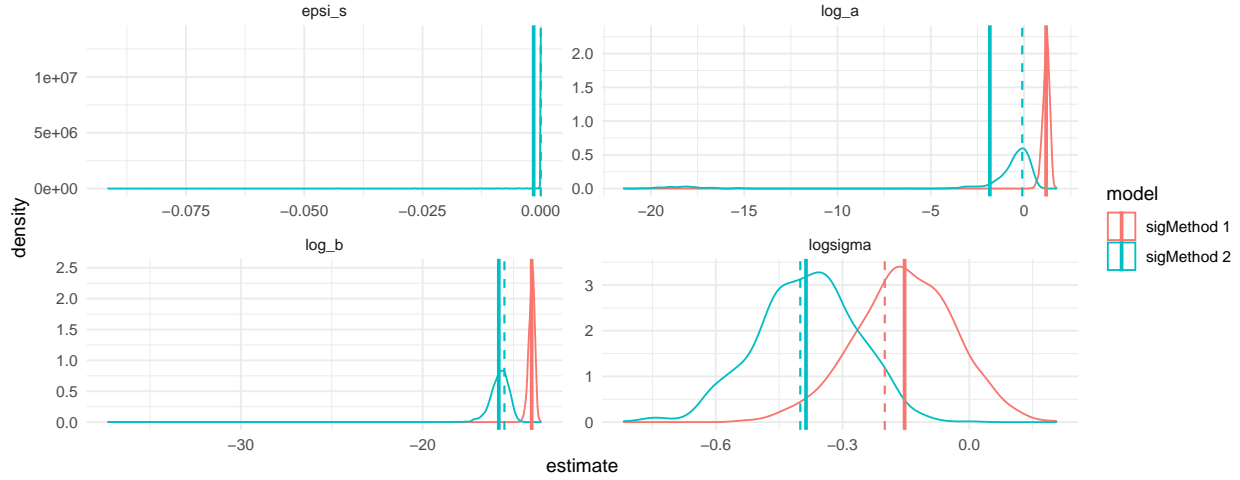 epsi_s
log_a
1e+07
5e+06
0e+00
−0.075
−0.050
−0.025
0.000
2.0
1.5
1.0
0.5
0.0
−20
−15
−10
−5
0
density
log_b
logsigma
2.5
2.0
1.5
1.0
0.5
0.0
−30
−20
3
2
1
0
−0.6
−0.3
0.0
estimate
model
sigMethod 1
sigMethod 2